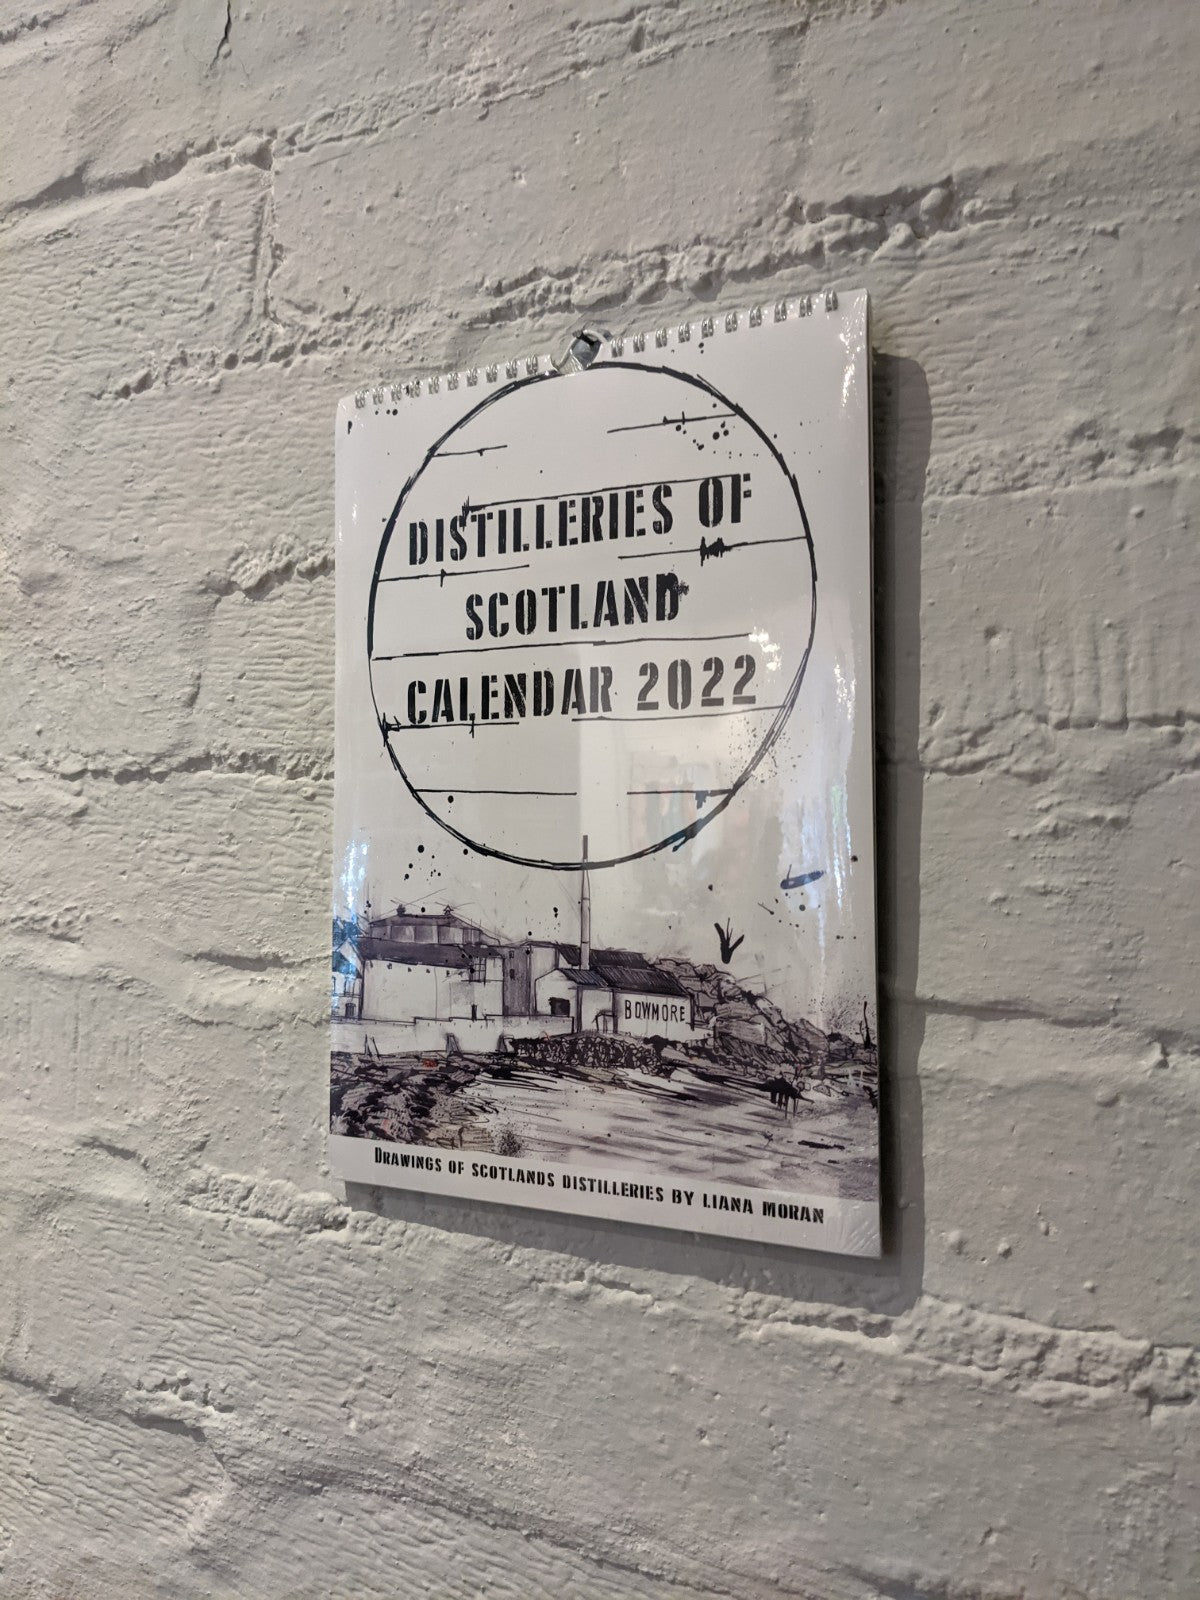 DISTILLERIES OF
SCOTLAND
CALENDAR 2022
BOWMORE
DRAWINGS OF SCOTLANDS DISTILLERIES BY LIANA MORAN